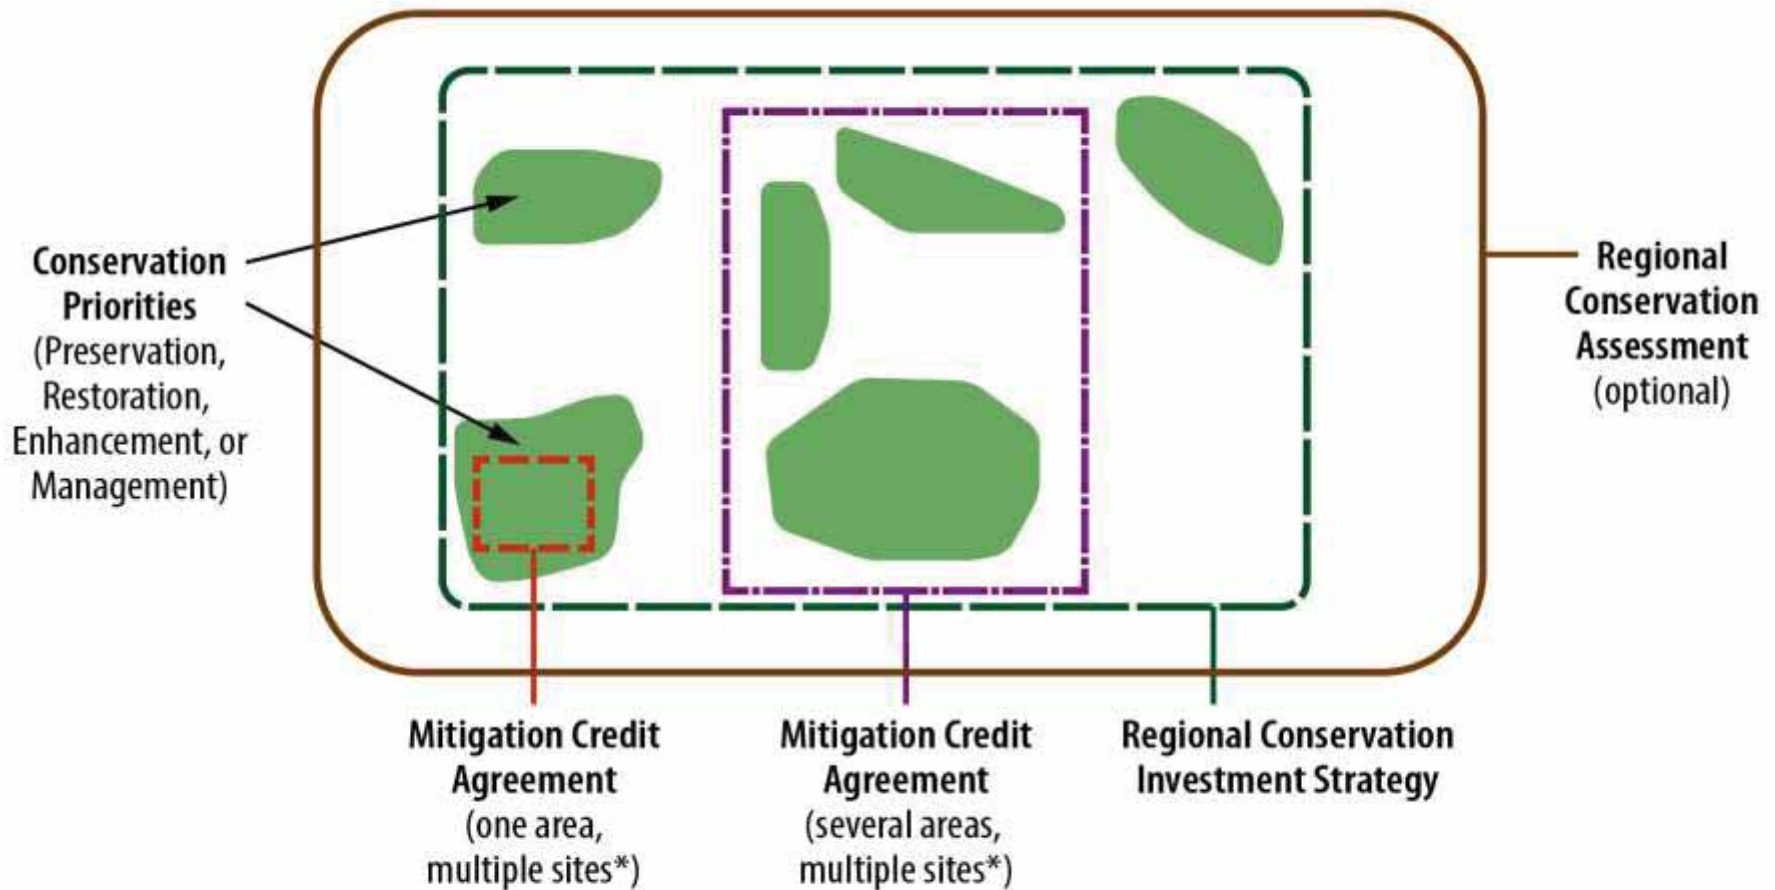 Conservation
Priorities
(Preservation,
Restoration,
Enhancement, or
Management)
Regional
Conservation
Assessment
(optional)
Mitigation Credit
Agreement
(one area,
multiple sites*)
Mitigation Credit
Agreement
(several areas,
multiple sites*)
Regional Conservation
Investment Strategy